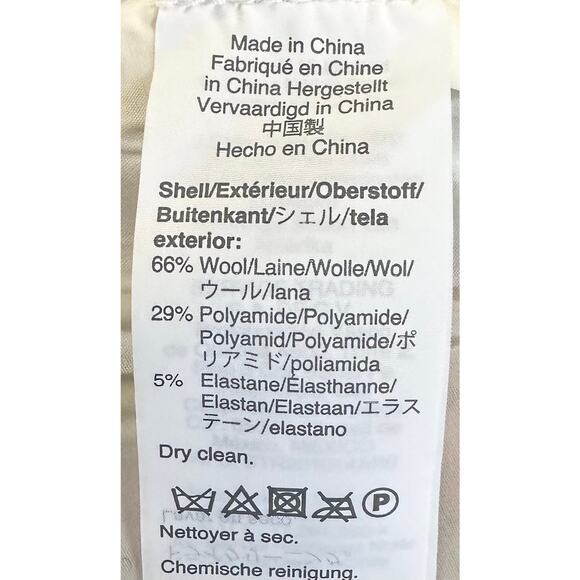 Made in China
Fabriqué en Chine
in China Hergestellt
Vervaardigd in China
中国製
Hecho en China
Shell/Extérieur/Oberstoff/
Buitenkant/シェル/tela
exterior:
66% Wool/Laine/Wolle/Wol/
ウール/lana
29% Polyamide/Polyamide/
Polyamid/Polyamide/ポ
リアミド/poliamida
5% Elastane/Élasthanne/
Elastan/Elastaan/エラス
テーン/elastano
Dry clean.
P
Nettoyer à sec.
Chemische reinigung.